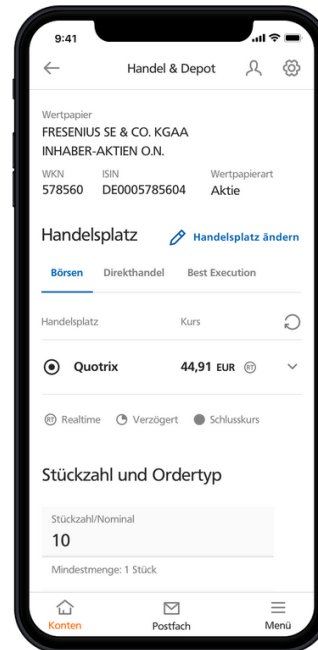 9:41
Handel & Depot
Wertpapier
FRESENIUS SE & CO. KGAA
INHABER-AKTIEN O.N.
WKN ISIN Wertpapierart
578560 DE0005785604 Aktie
Handelsplatz Handelsplatz ändern
Börsen Direkthandel Best Execution
Handelsplatz Kurs
Quotrix 44,91 EUR RT
RT Realtime Verzögert Schlusskurs
Stückzahl und Ordertyp
Stückzahl/Nominal
10
Mindestmenge: 1 Stück
Konten Postfach Menü